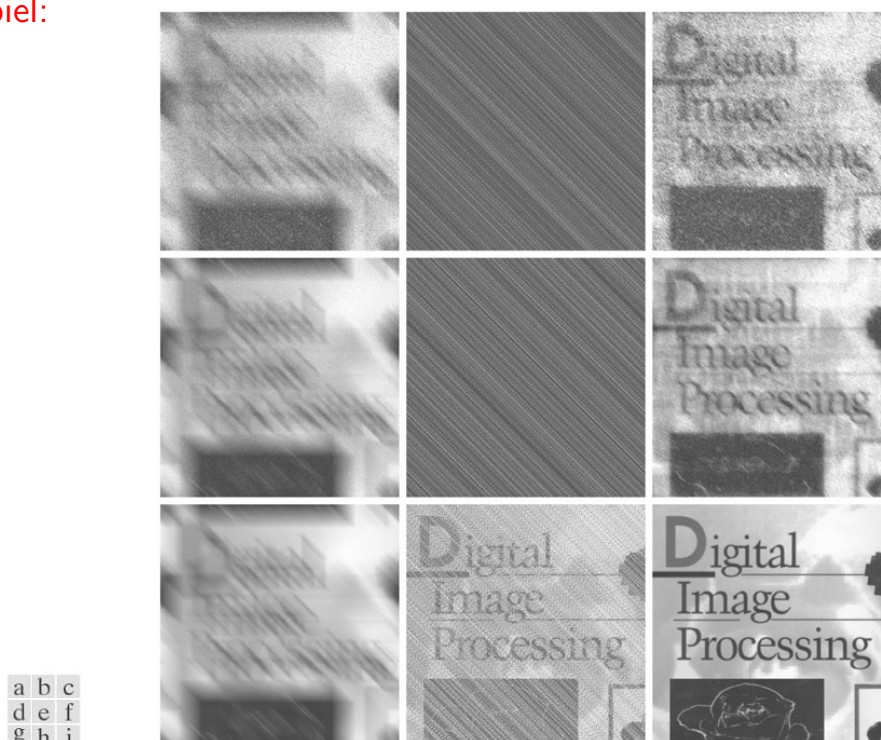 piel:
Digital
Image
Processing
Digital
Image
Processing
Digital
Image
Processing
Digital
Image
Processing
a b c
d e f
g h i